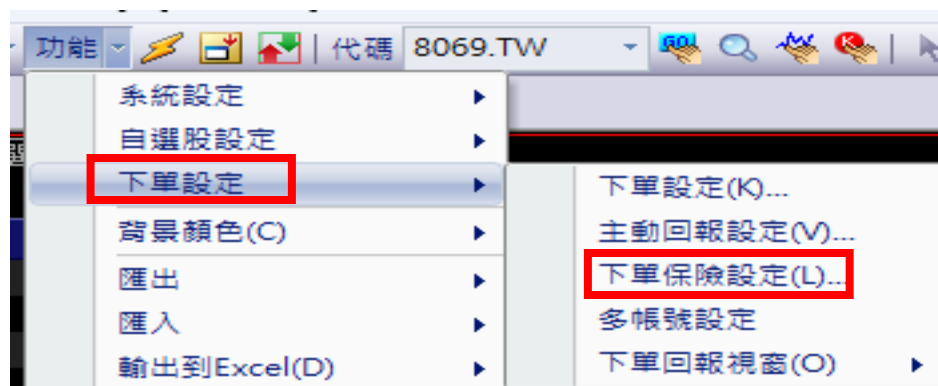 功能 代碼 8069.TW
系統設定
自選股設定
下單設定
背景顏色(C)
匯出
匯入
輸出到Excel(D)
下單設定(K)...
主動回報設定(V)...
下單保險設定(L)...
多帳號設定
下單回報視窗(O)